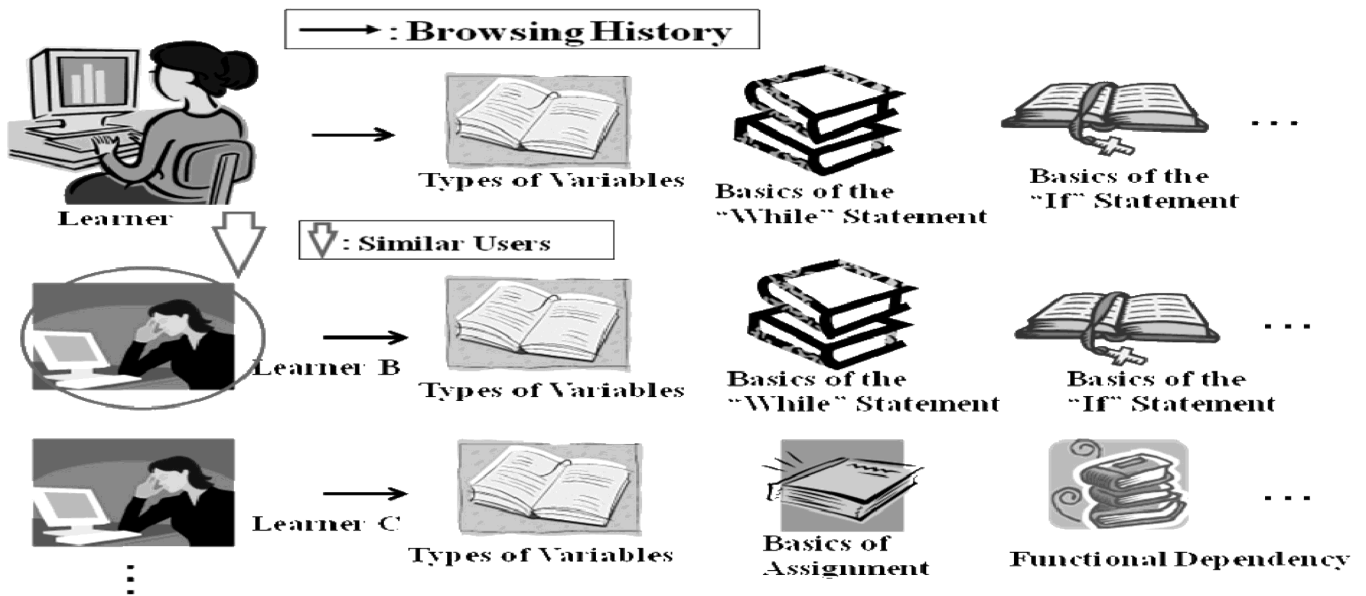 : Browsing History
Types of Variables
Basics of the
“While” Statement
Basics of the
“If” Statement
...
Learner
: Similar Users
Learner B
Types of Variables
Basics of the
“While” Statement
Basics of the
“If” Statement
...
Learner C
Types of Variables
Basics of
Assignment
Functional Dependency
...